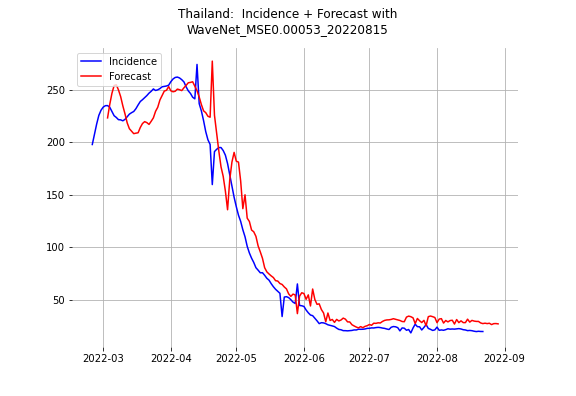 Thailand:  Incidence + Forecast with
WaveNet_MSE0.00053_20220815
Incidence
Forecast
250
200
150
100
50
2022-03 2022-04 2022-05 2022-06 2022-07 2022-08 2022-09